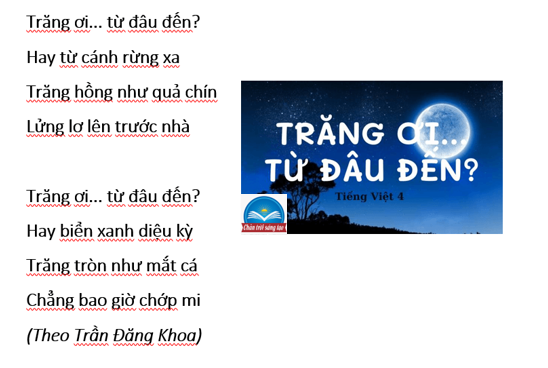 Trăng ơi... từ đâu đến?
Hay từ cánh rừng xa
Trăng hồng như quả chín
Lửng lơ lên trước nhà
Trăng ơi... từ đâu đến?
Hay biển xanh diệu kỳ
Trăng tròn như mắt cá
Chẳng bao giờ chớp mi
(Theo Trần Đăng Khoa)
TRĂNG ƠI...
TỪ ĐÂU ĐẾN?
Tiếng Việt 4
Chân trời sáng tạo